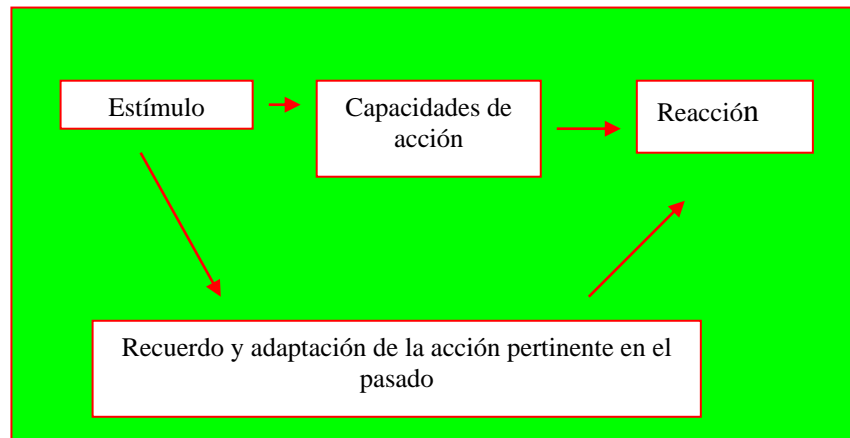 Estímulo
Capacidades de
acción
Reacción
Recuerdo y adaptación de la acción pertinente en el
pasado